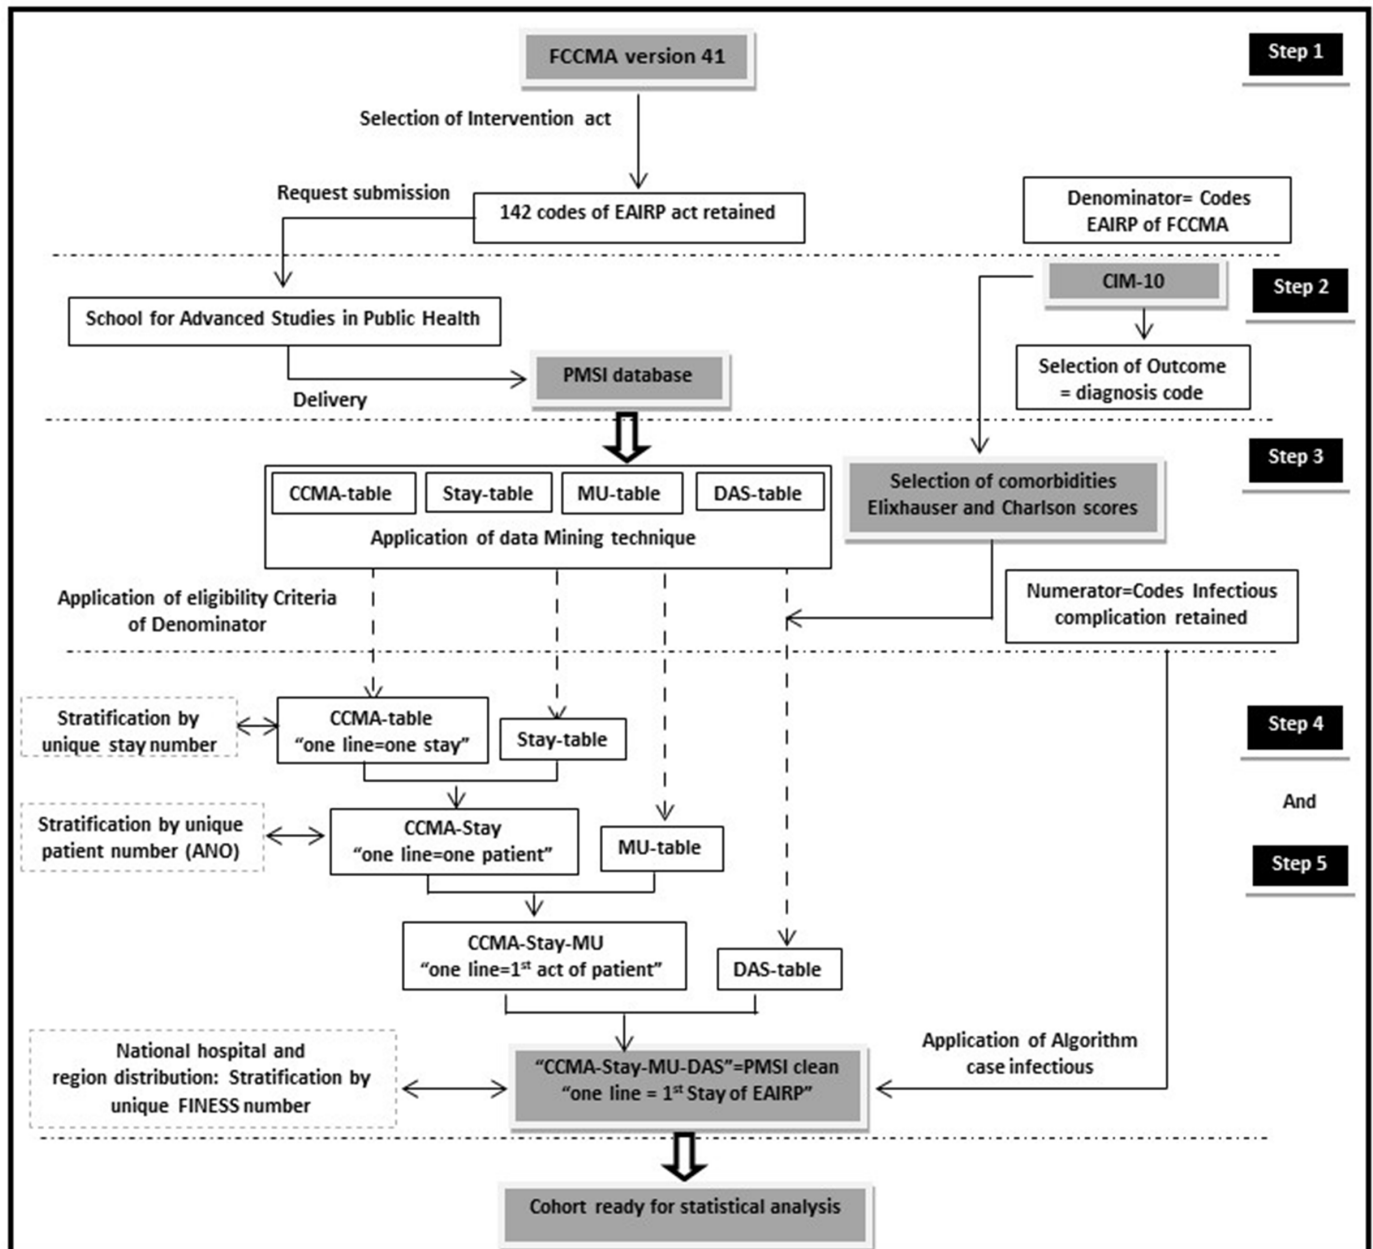 FCCMA version 41
Step 1
Selection of Intervention act
Request submission
142 codes of EAIRP act retained
Denominator= Codes
EAIRP of FCCMA
CIM-10
Step 2
School for Advanced Studies in Public Health
PMSI database
Selection of Outcome
= diagnosis code
Delivery
Step 3
CCMA-table
Stay-table
MU-table
DAS-table
Application of data Mining technique
Selection of comorbidities
Elixhauser and Charlson scores
Application of eligibility Criteria
of Denominator
Numerator=Codes Infectious
complication retained
Stratification by
unique stay number
CCMA-table
“one line=one stay”
Stay-table
Step 4
And
Step 5
Stratification by unique
patient number (ANO)
CCMA-Stay
“one line=one patient”
MU-table
CCMA-Stay-MU
“one line=1st act of patient”
DAS-table
National hospital and
region distribution: Stratification by
unique FINESS number
“CCMA-Stay-MU-DAS”=PMSI clean
“one line = 1st Stay of EAIRP”
Application of Algorithm
case infectious
Cohort ready for statistical analysis